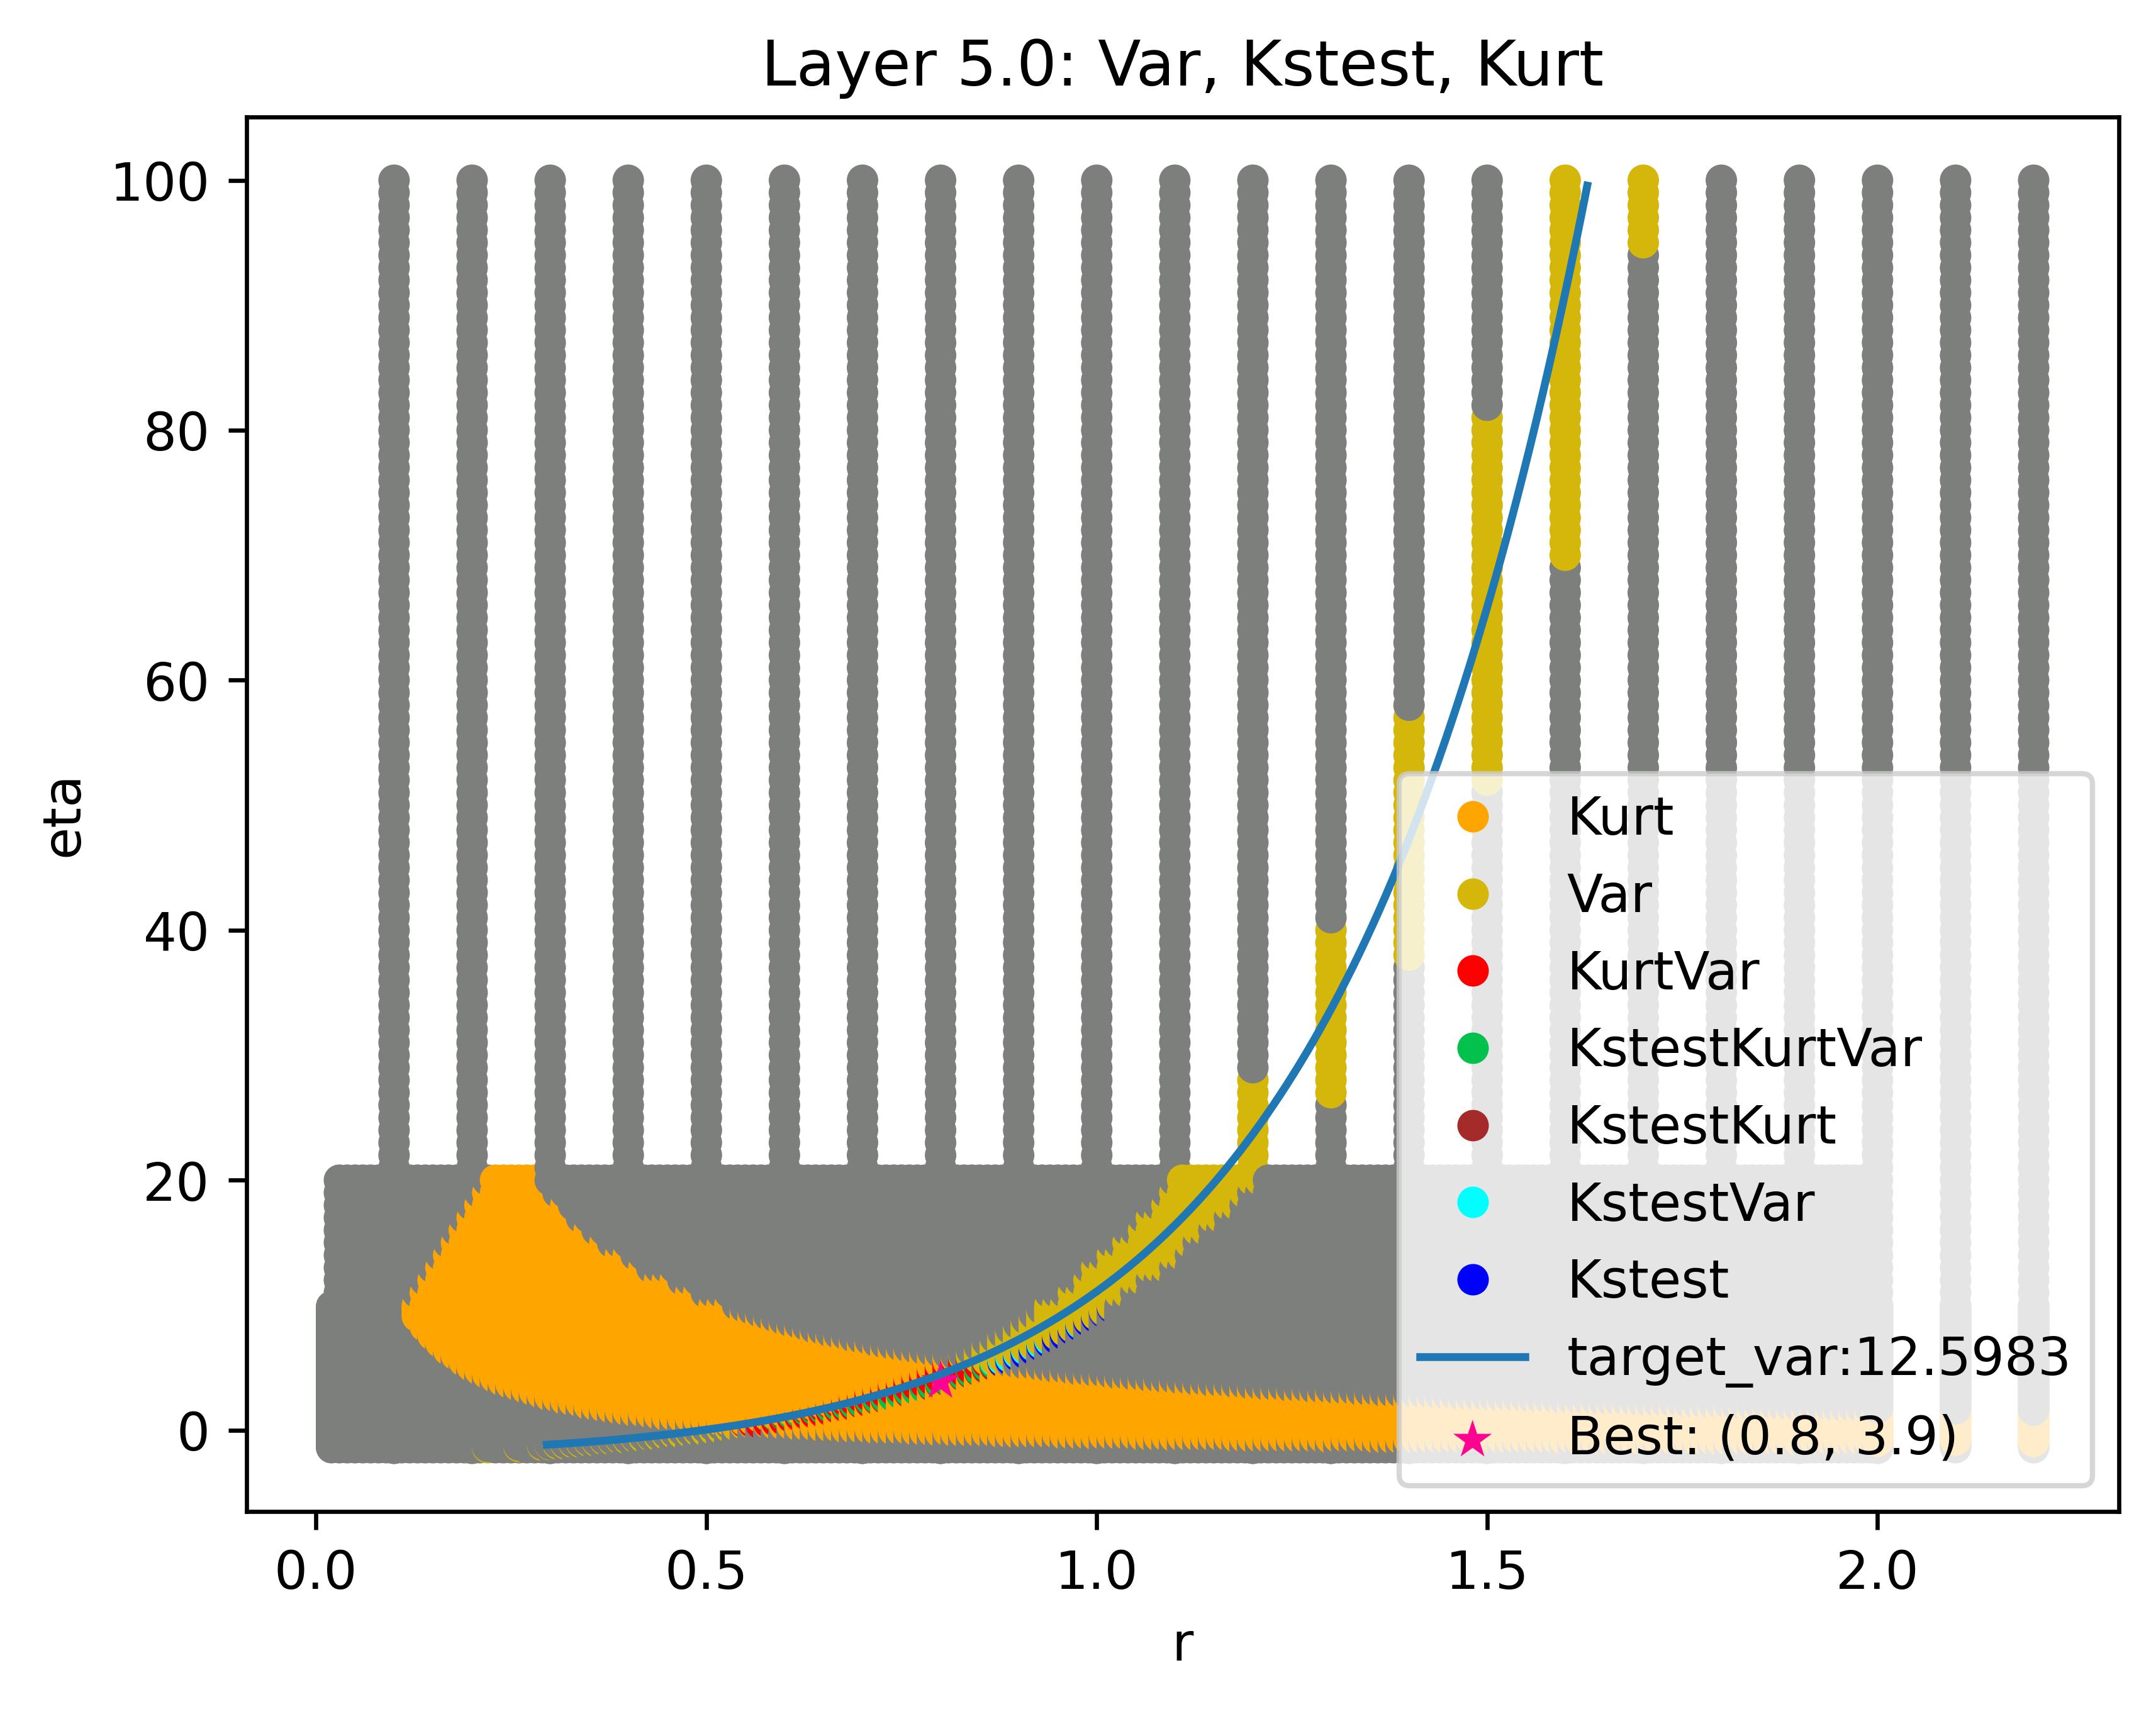 Layer 5.0: Var, Kstest, Kurt
eta
100
80
60
40
20
0
0.0 0.5 1.0 1.5 2.0
r
Kurt
Var
KurtVar
KstestKurtVar
KstestKurt
KstestVar
Kstest
target_var:12.5983
Best: (0.8, 3.9)